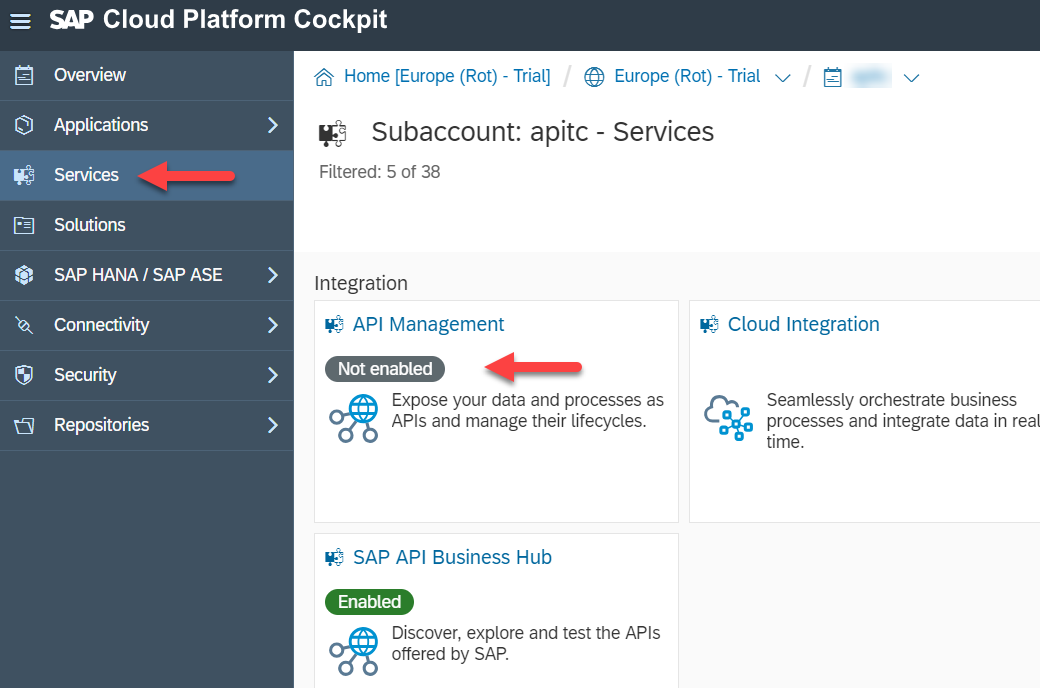 SAP Cloud Platform Cockpit
Overview
Applications
Services
Solutions
SAP HANA / SAP ASE
Connectivity
Security
Repositories
Home [Europe (Rot) - Trial] / Europe (Rot) - Trial /
Subaccount: apitc - Services
Filtered: 5 of 38
Integration
API Management
Not enabled
Expose your data and processes as
APIs and manage their lifecycles.
Cloud Integration
Seamlessly orchestrate business
processes and integrate data in real
time.
SAP API Business Hub
Enabled
Discover, explore and test the APIs
offered by SAP.